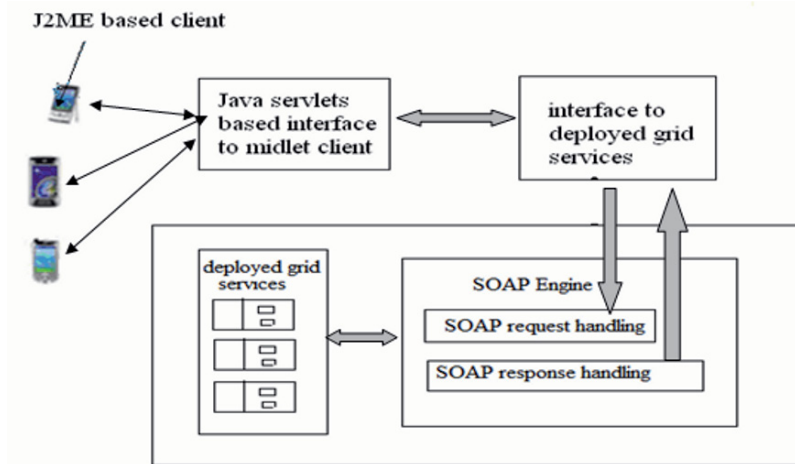 J2ME based client
Java servlets
based interface
to midlet client
interface to
deployed grid
services
deployed grid
services
SOAP Engine
SOAP request handling
SOAP response handling